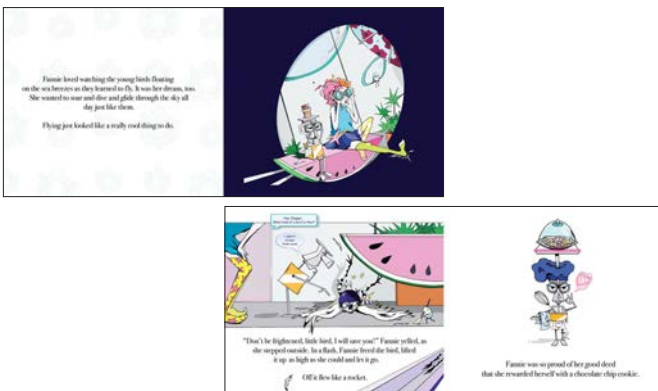 Fannie loved watching the young birds floating
on the sea breezes as they learned to fly. It was her dream, too.
She wanted to soar and dive and glide through the sky all
day just like them.
Flying just looked like a really cool thing to do.
"Don't be frightened, little bird, I will save you!" Fannie yelled, as
she stepped outside. In a flash, Fannie freed the bird, lifted
it up as high as she could and let it go.
Off it flew like a rocket.
Fannie was so proud of her good deed
that she rewarded herself with a chocolate chip cookie.